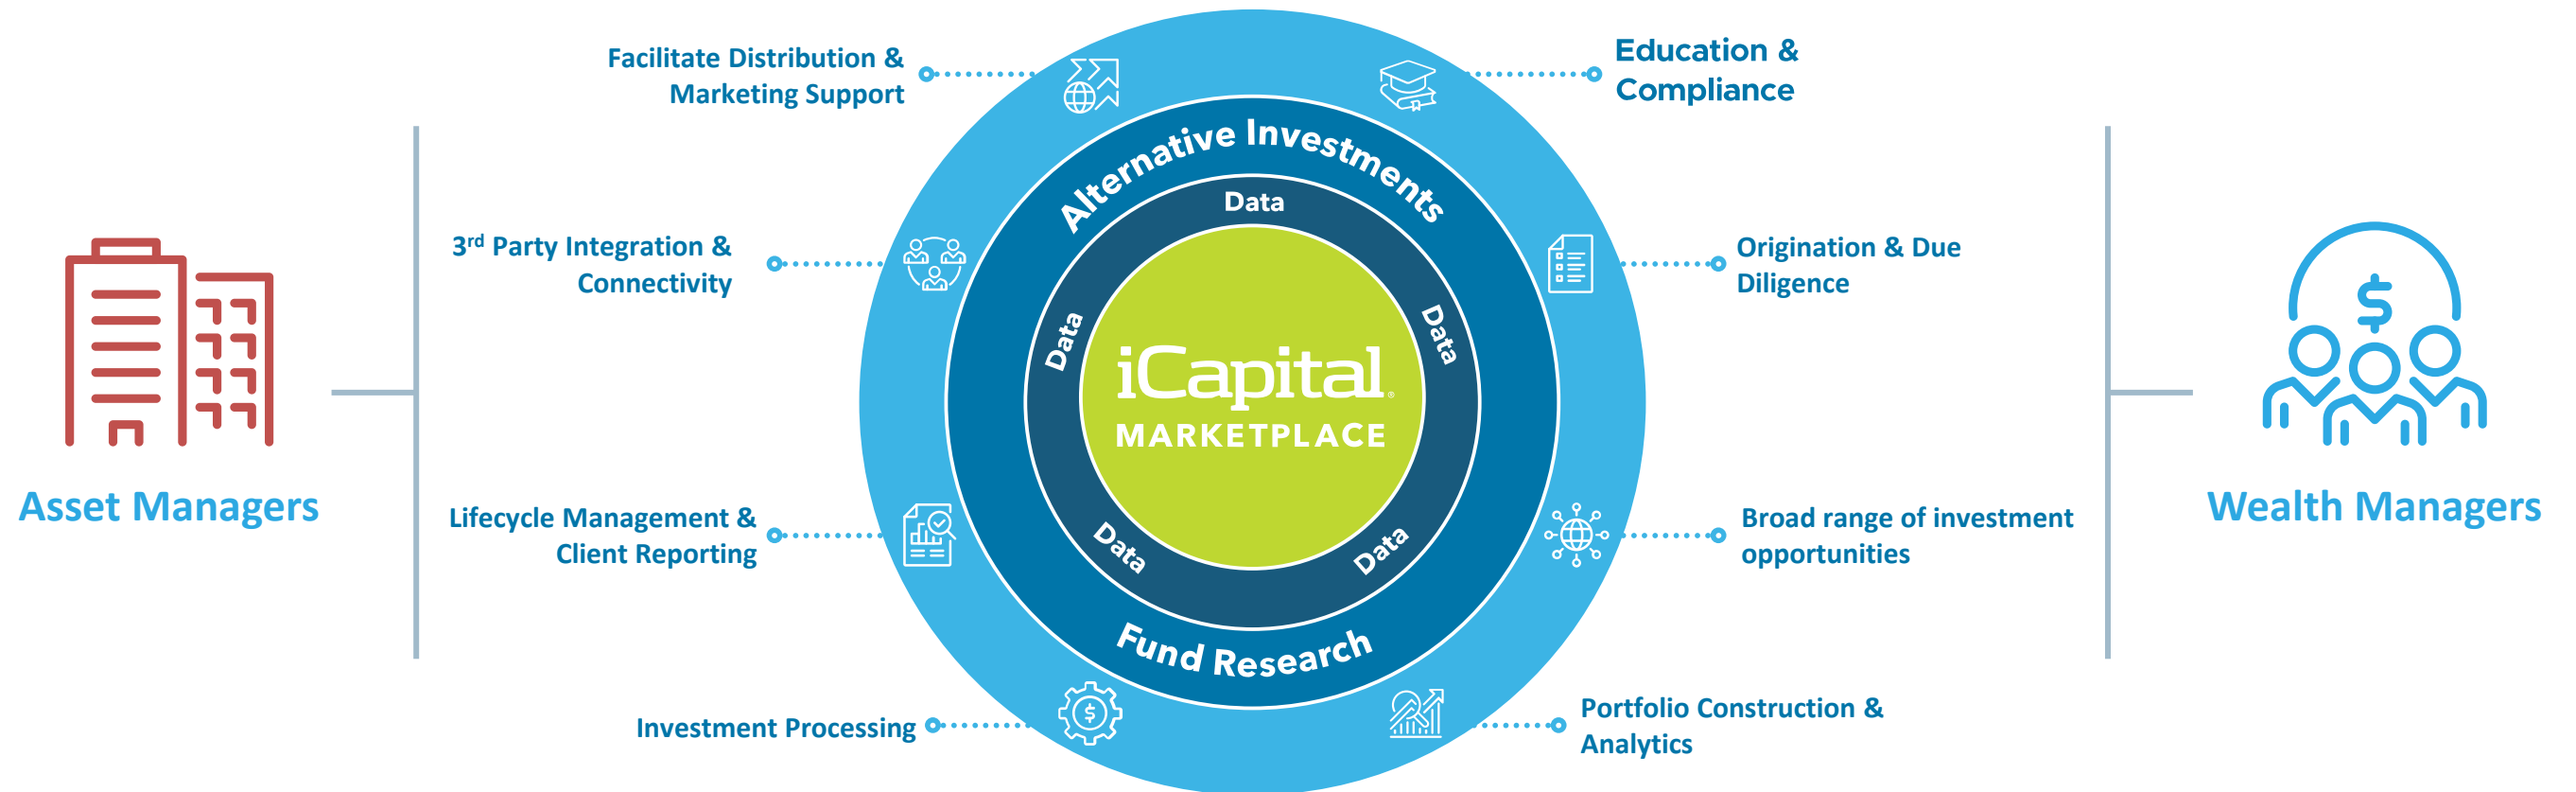 Facilitate Distribution &
Marketing Support
Education &
Compliance
Alternative Investments
Data
3rd Party Integration &
Connectivity
Origination & Due
Diligence
Data
Data
iCapital®
MARKETPLACE
$
Asset Managers
Wealth Managers
Lifecycle Management &
Client Reporting
Broad range of investment
opportunities
Data
Data
Fund Research
Investment Processing
$
Portfolio Construction &
Analytics